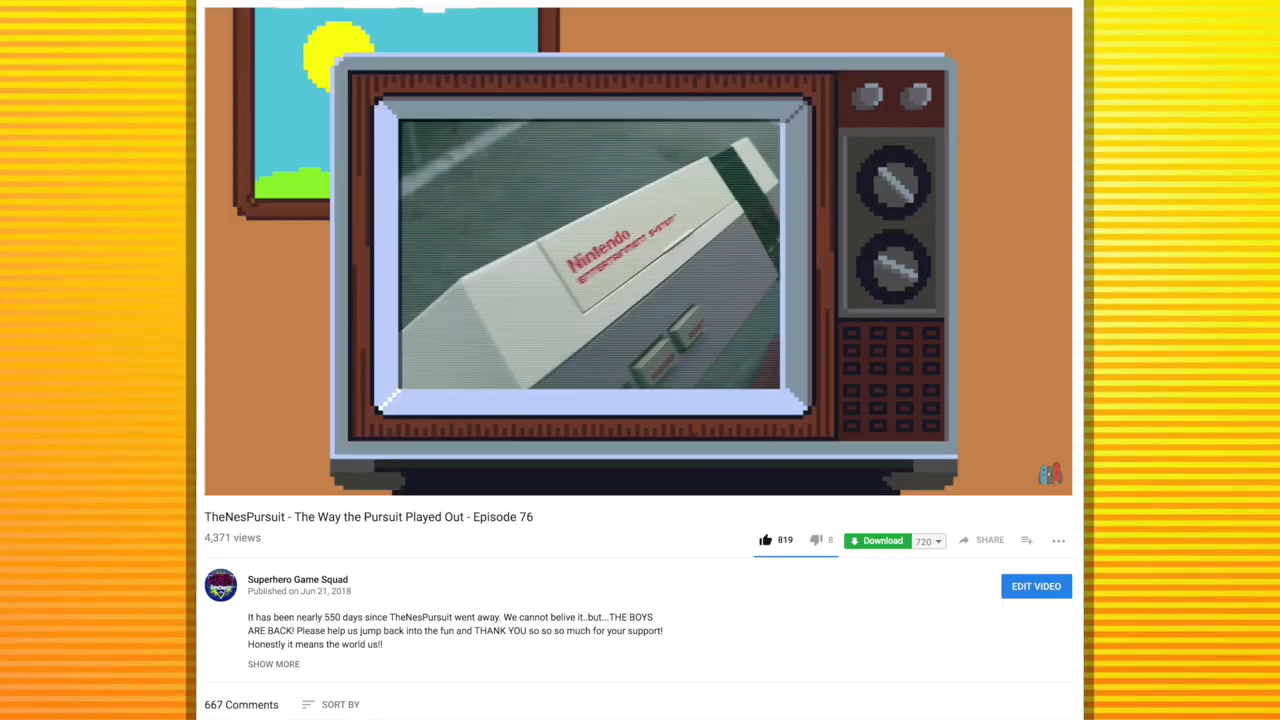 Nintendo
ENTERTAINMENT SYSTEM
TheNesPursuit - The Way the Pursuit Played Out - Episode 76
4,371 views
819
8
Download
720
SHARE
Superhero Game Squad
Published on Jun 21, 2018
EDIT VIDEO
It has been nearly 550 days since TheNesPursuit went away. We cannot belive it..but...THE BOYS
ARE BACK! Please help us jump back into the fun and THANK YOU so so so much for your support!
Honestly it means the world us!!
SHOW MORE
667 Comments
SORT BY